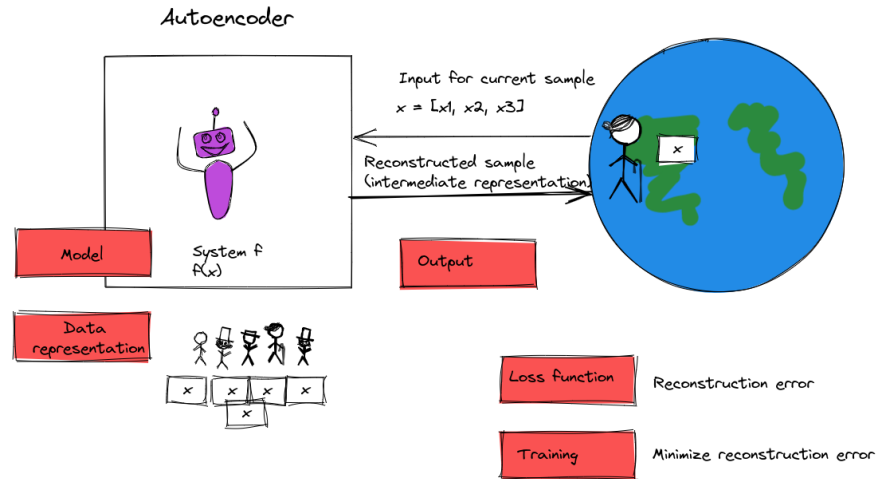 Autoencoder
Input for current sample
x = [x1, x2, x3]
x
Reconstructed sample
(intermediate representation)
System f
f(x)
Model
Output
Data
representation
x
x
x
x
x
Loss function
Reconstruction error
Training
Minimize reconstruction error